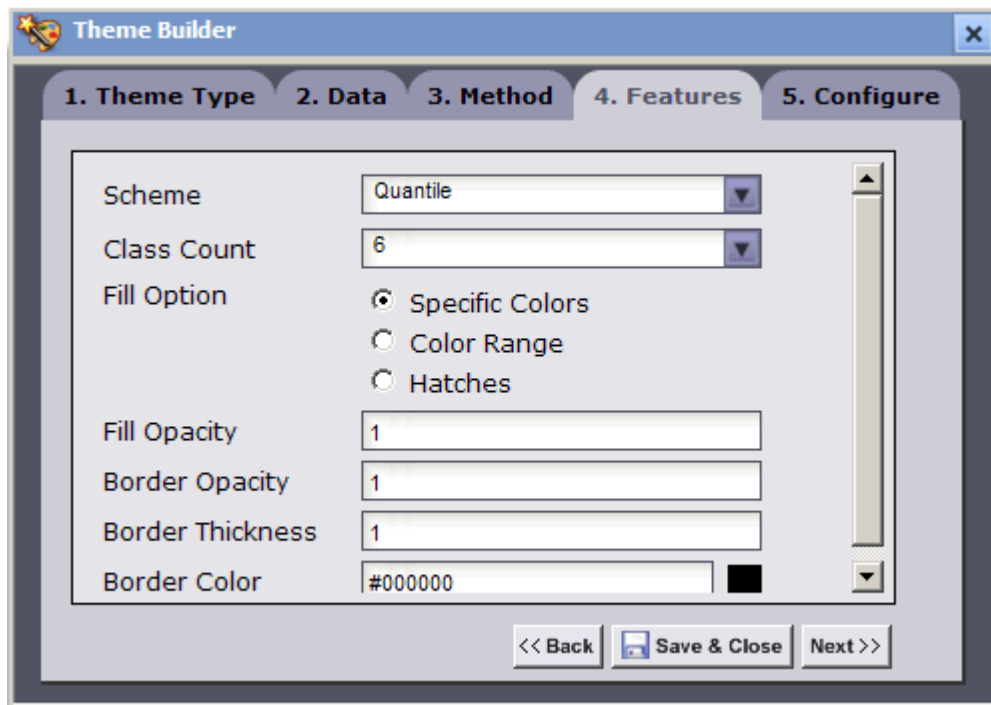 Theme Builder
1. Theme Type 2. Data 3. Method 4. Features 5. Configure
Scheme Quantile
Class Count 6
Fill Option Specific Colors
Color Range
Hatches
Fill Opacity 1
Border Opacity 1
Border Thickness 1
Border Color #000000
<< Back Save & Close Next >>